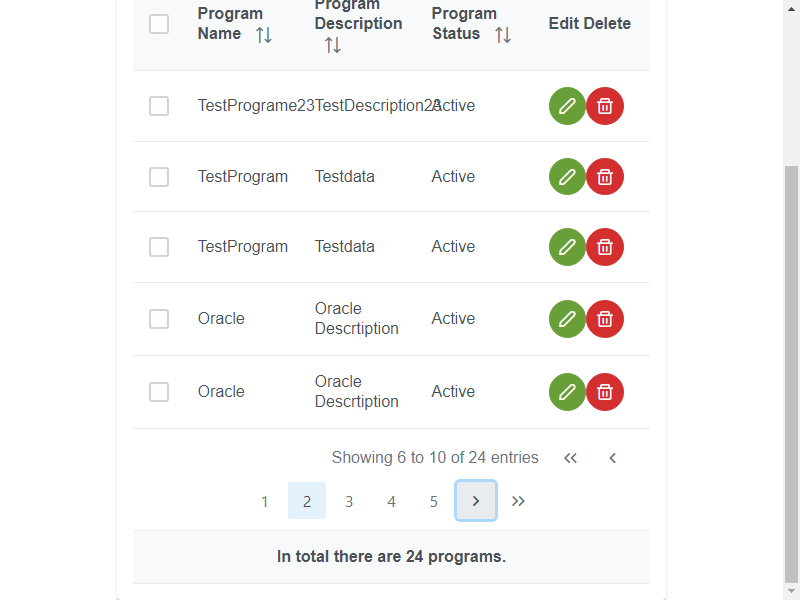 Program
Name
Program
Description
Program
Status
Edit Delete
TestPrograme23 TestDescription23 Active
TestProgram Testdata Active
TestProgram Testdata Active
Oracle Oracle Descrtiption Active
Oracle Oracle Descrtiption Active
Showing 6 to 10 of 24 entries
1 2 3 4 5
In total there are 24 programs.